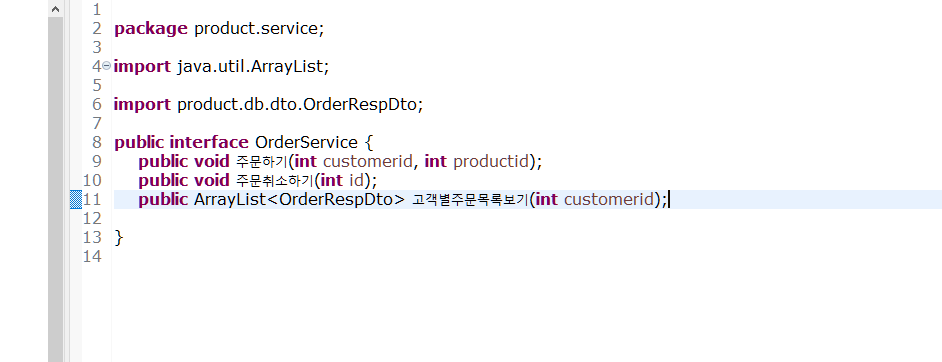 1
2 package product.service;
3
4 import java.util.ArrayList;
5
6 import product.db.dto.OrderRespDto;
7
8 public interface OrderService {
9 public void 주문하기(int customerid, int productid);
10 public void 주문취소하기(int id);
11 public ArrayList<OrderRespDto> 고객별주문목록보기(int customerid);
12
13 }
14